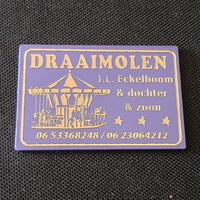 DRAAIMOLEN
J.L. Eckelboom
& dochter
& zoon
06 53368248 / 06 23064212